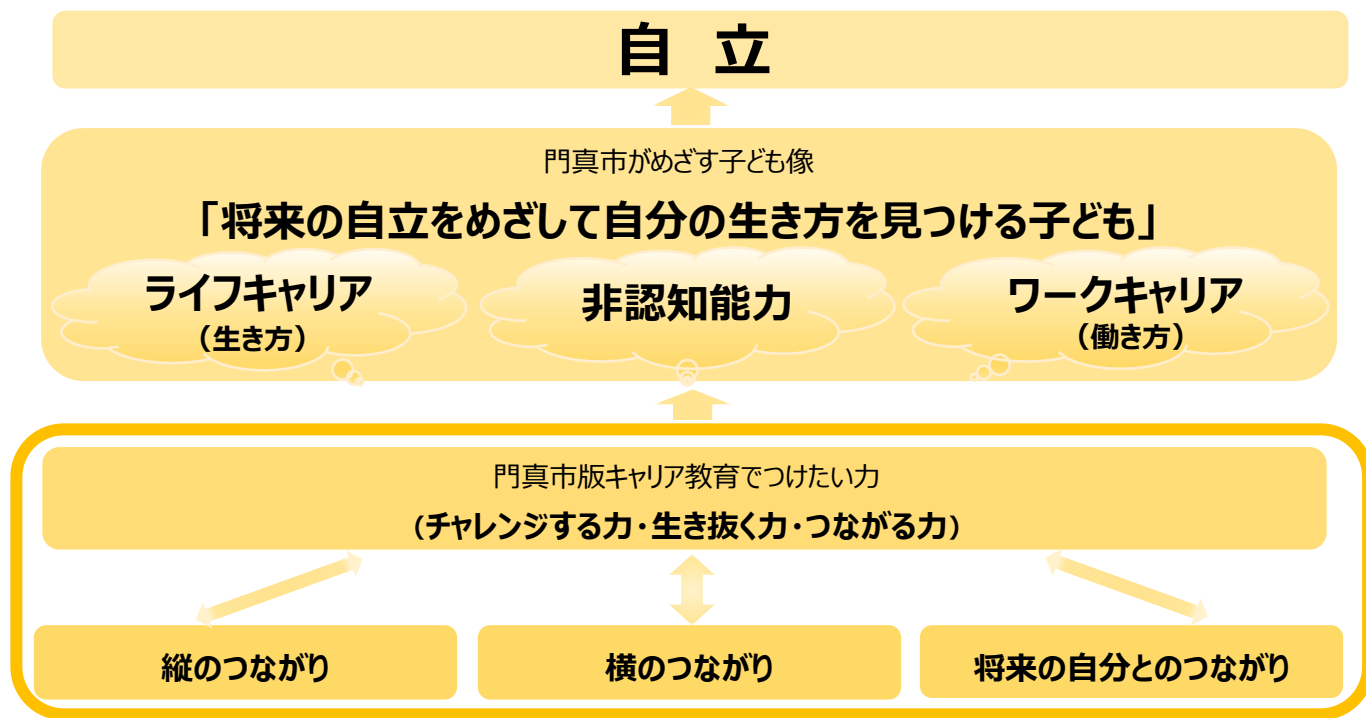 自 立
門真市がめざす子ども像
「将来の自立をめざして自分の生き方を見つける子ども」
ライフキャリア
（生き方）
非認知能力
ワークキャリア
（働き方）
門真市版キャリア教育でつけたい力
（チャレンジする力・生き抜く力・つながる力）
縦のつながり
横のつながり
将来の自分とのつながり